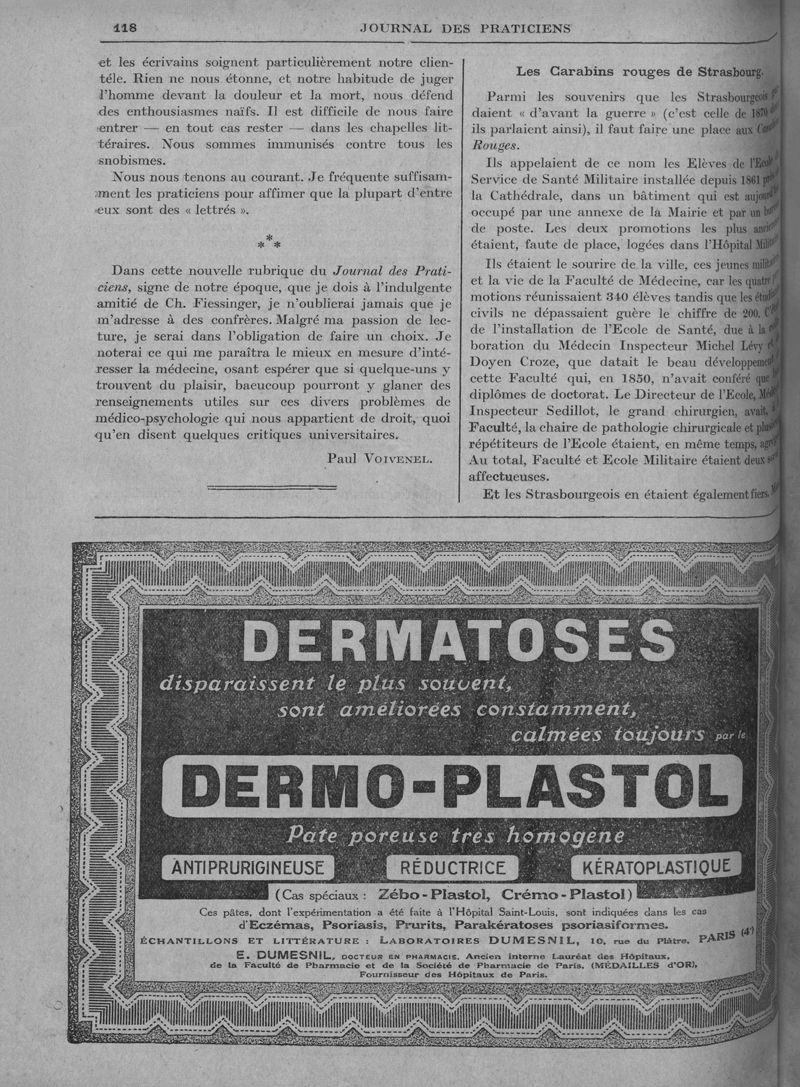 118
JOURNAL DES PRATICIENS
et les écrivains soignent particulièrement notre clien-
téle. Rien ne nous étonne, et notre habitude de juger
l'homme devant la douleur et la mort, nous défend
des enthousiasmes naïfs. Il est difficile de nous faire
entrer — en tout cas rester — dans les chapelles lit-
téraires. Nous sommes immunisés contre tous les
snobismes.
Nous nous tenons au courant. Je fréquente suffisam-
ment les praticiens pour affimer que la plupart d'entre
eux sont des « lettrés ».
*
* *
Dans cette nouvelle rubrique du Journal des Prati-
ciens, signe de notre époque, que je dois à l'indulgente
amitié de Ch. Fiessinger, je n'oublierai jamais que je
m'adresse à des confrères. Malgré ma passion de lec-
ture, je serai dans l'obligation de faire un choix. Je
noterai ce qui me paraîtra le mieux en mesure d'inté-
resser la médecine, osant espérer que si quelque-uns y
trouvent du plaisir, baeucoup pourront y glaner des
renseignements utiles sur ces divers problèmes de
médico-psychologie qui nous appartient de droit, quoi
qu'en disent quelques critiques universitaires.
Paul VOIVENEL.
Les Carabins rouges de Strasbourg.
Parmi les souvenirs que les Strasbourgeois
daient « d'avant la guerre » (c'est celle de 1870
ils parlaient ainsi), il faut faire une place aux
Rouges.
Ils appelaient de ce nom les Elèves de l'Ecole
Service de Santé Militaire installée depuis 1861
la Cathédrale, dans un bâtiment qui est
occupé par une annexe de la Mairie et par un
de poste. Les deux promotions les plus
étaient, faute de place, logées dans l'Hôpital
Ils étaient le sourire de la ville, ces jeunes
et la vie de la Faculté de Médecine, car les quatre
motions réunissaient 340 élèves tandis que les
civils ne dépassaient guère le chiffre de 200.
de l'installation de l'Ecole de Santé, due à la
boration du Médecin Inspecteur Michel Lévy
Doyen Croze, que datait le beau développement
cette Faculté qui, en 1850, n'avait conféré que
diplômes de doctorat. Le Directeur de l'Ecole,
Inspecteur Sedillot, le grand chirurgien, avait,
Faculté, la chaire de pathologie chirurgicale et
répétiteurs de l'Ecole étaient, en même temps,
Au total, Faculté et Ecole Militaire étaient deux
affectueuses.
Et les Strasbourgeois en étaient également fiers.
DERMATOSES
disparaissent le plus souvent,
sont améliorées constamment,
calmées toujours par le
DERMO-PLASTOL
Pâte poreuse très homogène
ANTIPRURIGINEUSE RÉDUCTRICE KÉRATOPLASTIQUE
(Cas spéciaux : Zébo-Plastol, Crémo-Plastol)
Ces pâtes, dont l'expérimentation a été faite à l'Hôpital Saint-Louis, sont indiquées dans les cas
d'Eczémas, Psoriasis, Prurits, Parakératoses psoriasiformes.
ÉCHANTILLONS ET LITTÉRATURE : LABORATOIRES DUMESNIL, 10, rue du Plâtre, PARIS (4e)
E. DUMESNIL, DOCTEUR EN PHARMACIE, Ancien Interne Lauréat des Hôpitaux,
de la Faculté de Pharmacie et de la Société de Pharmacie de Paris. (MÉDAILLES d'OR),
Fournisseur des Hôpitaux de Paris.